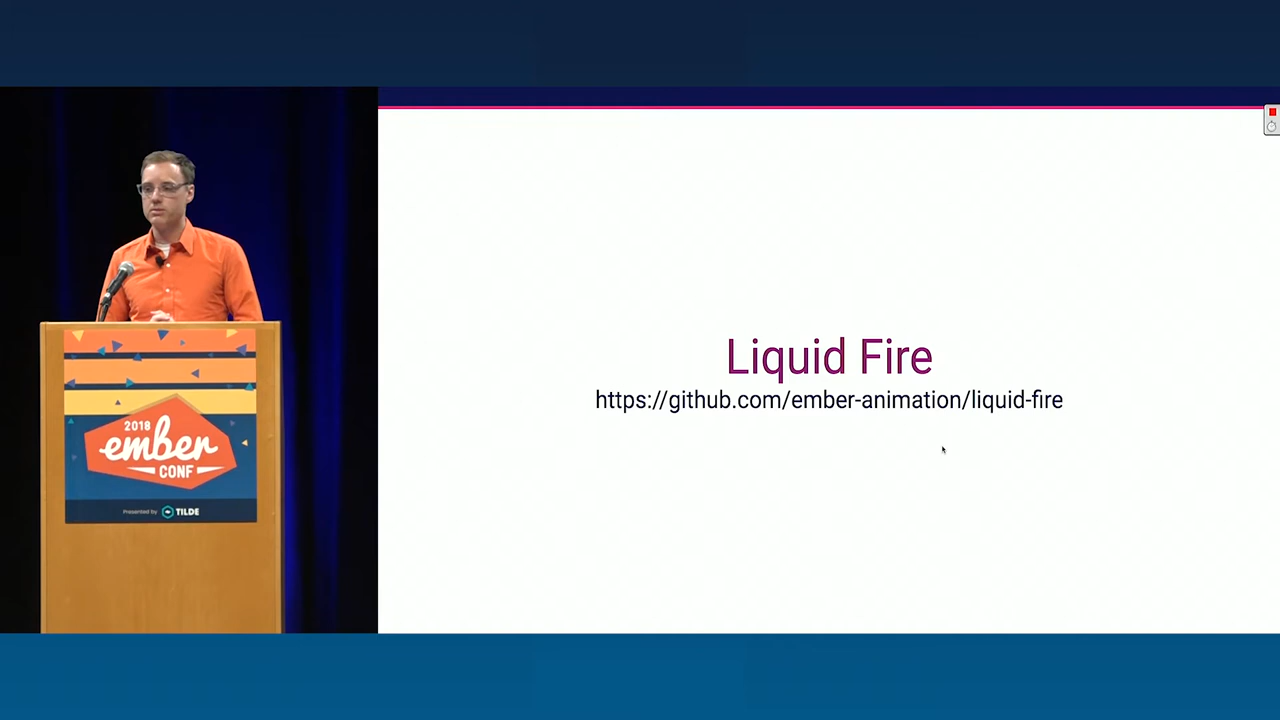 Liquid Fire
https://github.com/ember-animation/liquid-fire
2018
ember
CONF
Presented by TILDE